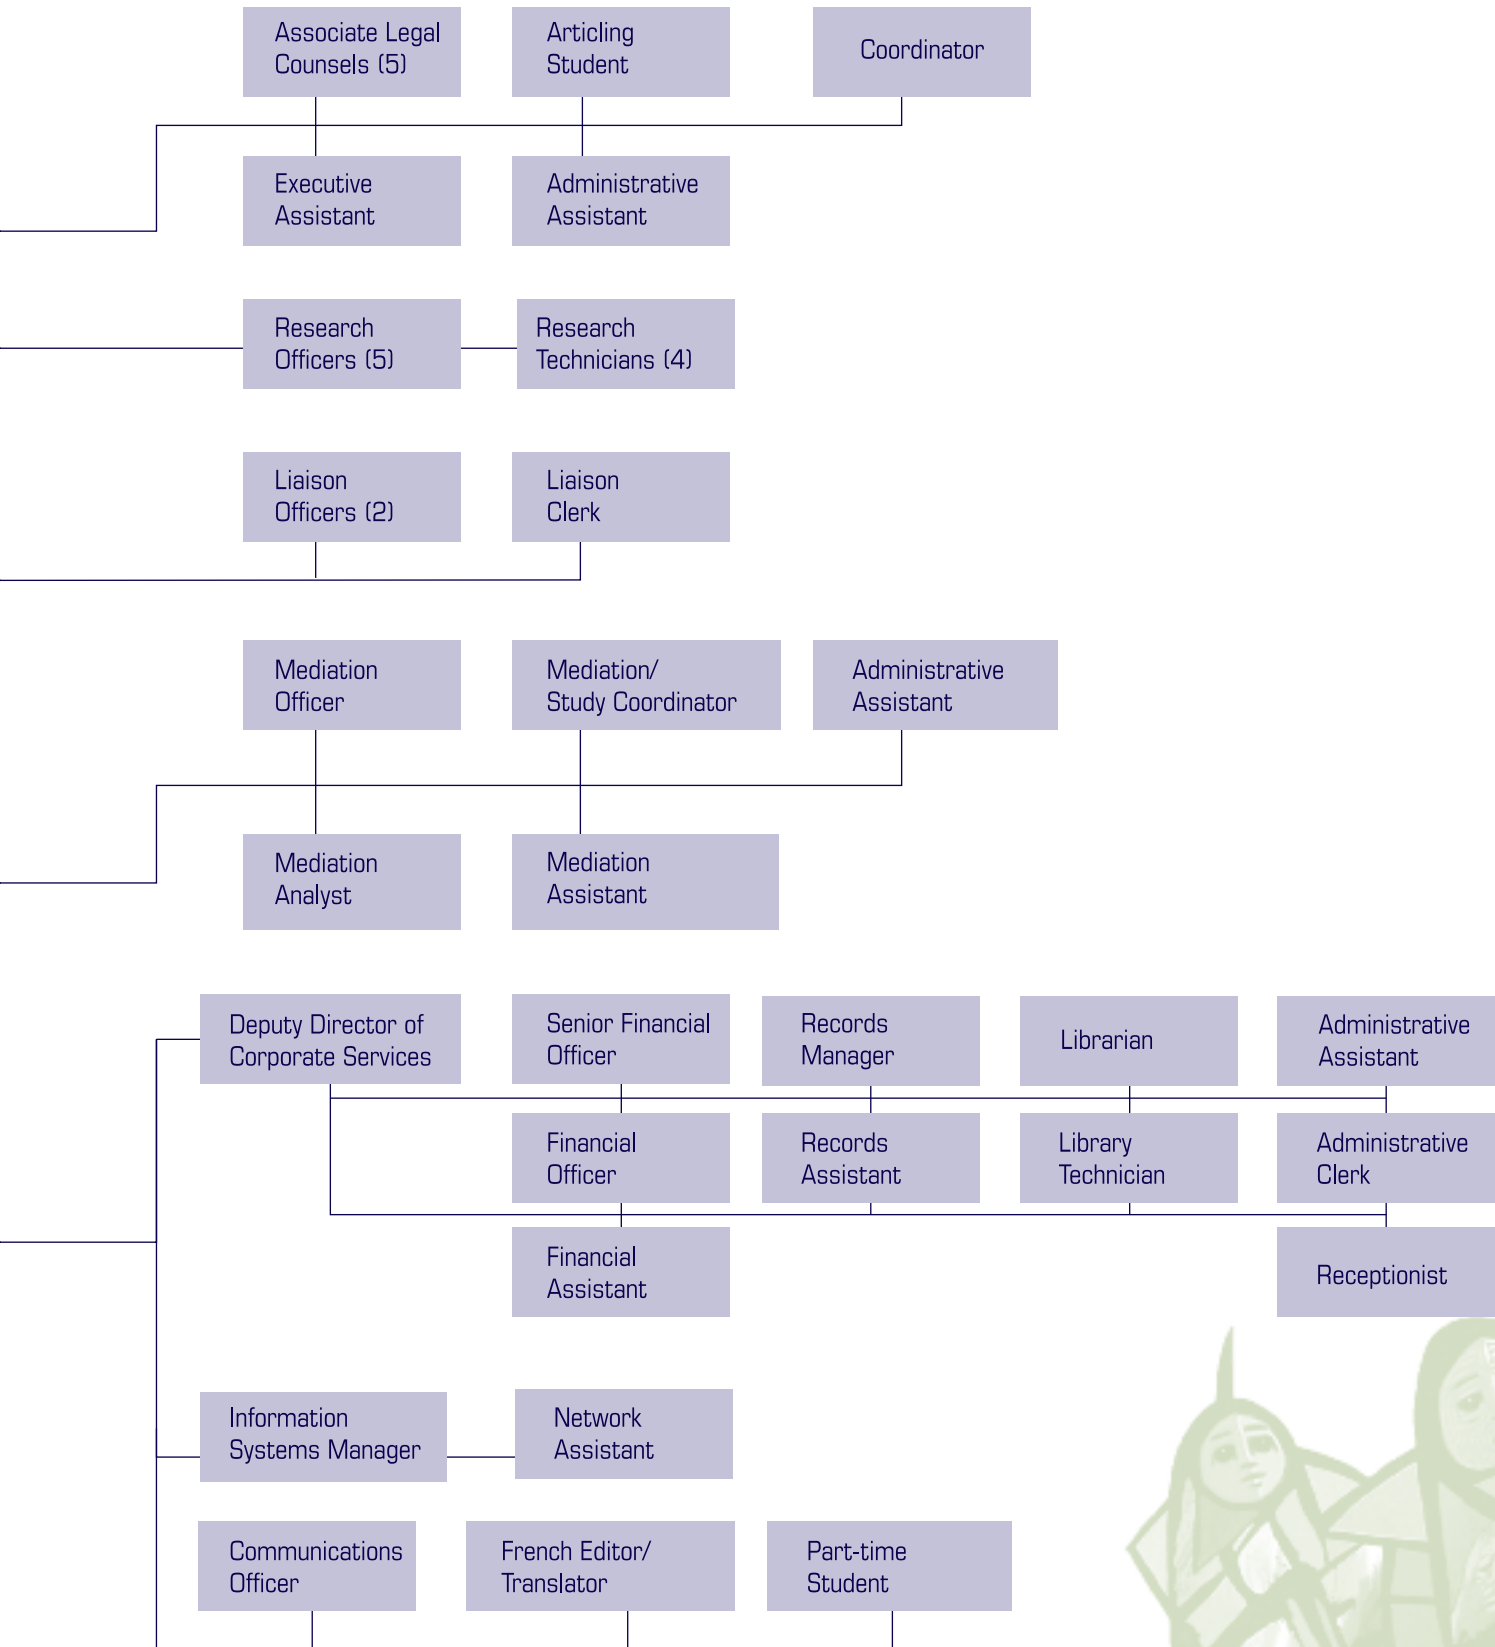 Associate Legal
Counsels (5)
Articling
Student
Coordinator
Executive
Assistant
Administrative
Assistant
Research
Officers (5)
Research
Technicians (4)
Liaison
Officers (2)
Liaison
Clerk
Mediation
Officer
Mediation/
Study Coordinator
Administrative
Assistant
Mediation
Analyst
Mediation
Assistant
Deputy Director of
Corporate Services
Senior Financial
Officer
Records
Manager
Librarian
Administrative
Assistant
Financial
Officer
Records
Assistant
Library
Technician
Administrative
Clerk
Financial
Assistant
Receptionist
Information
Systems Manager
Network
Assistant
Communications
Officer
French Editor/
Translator
Part-time
Student